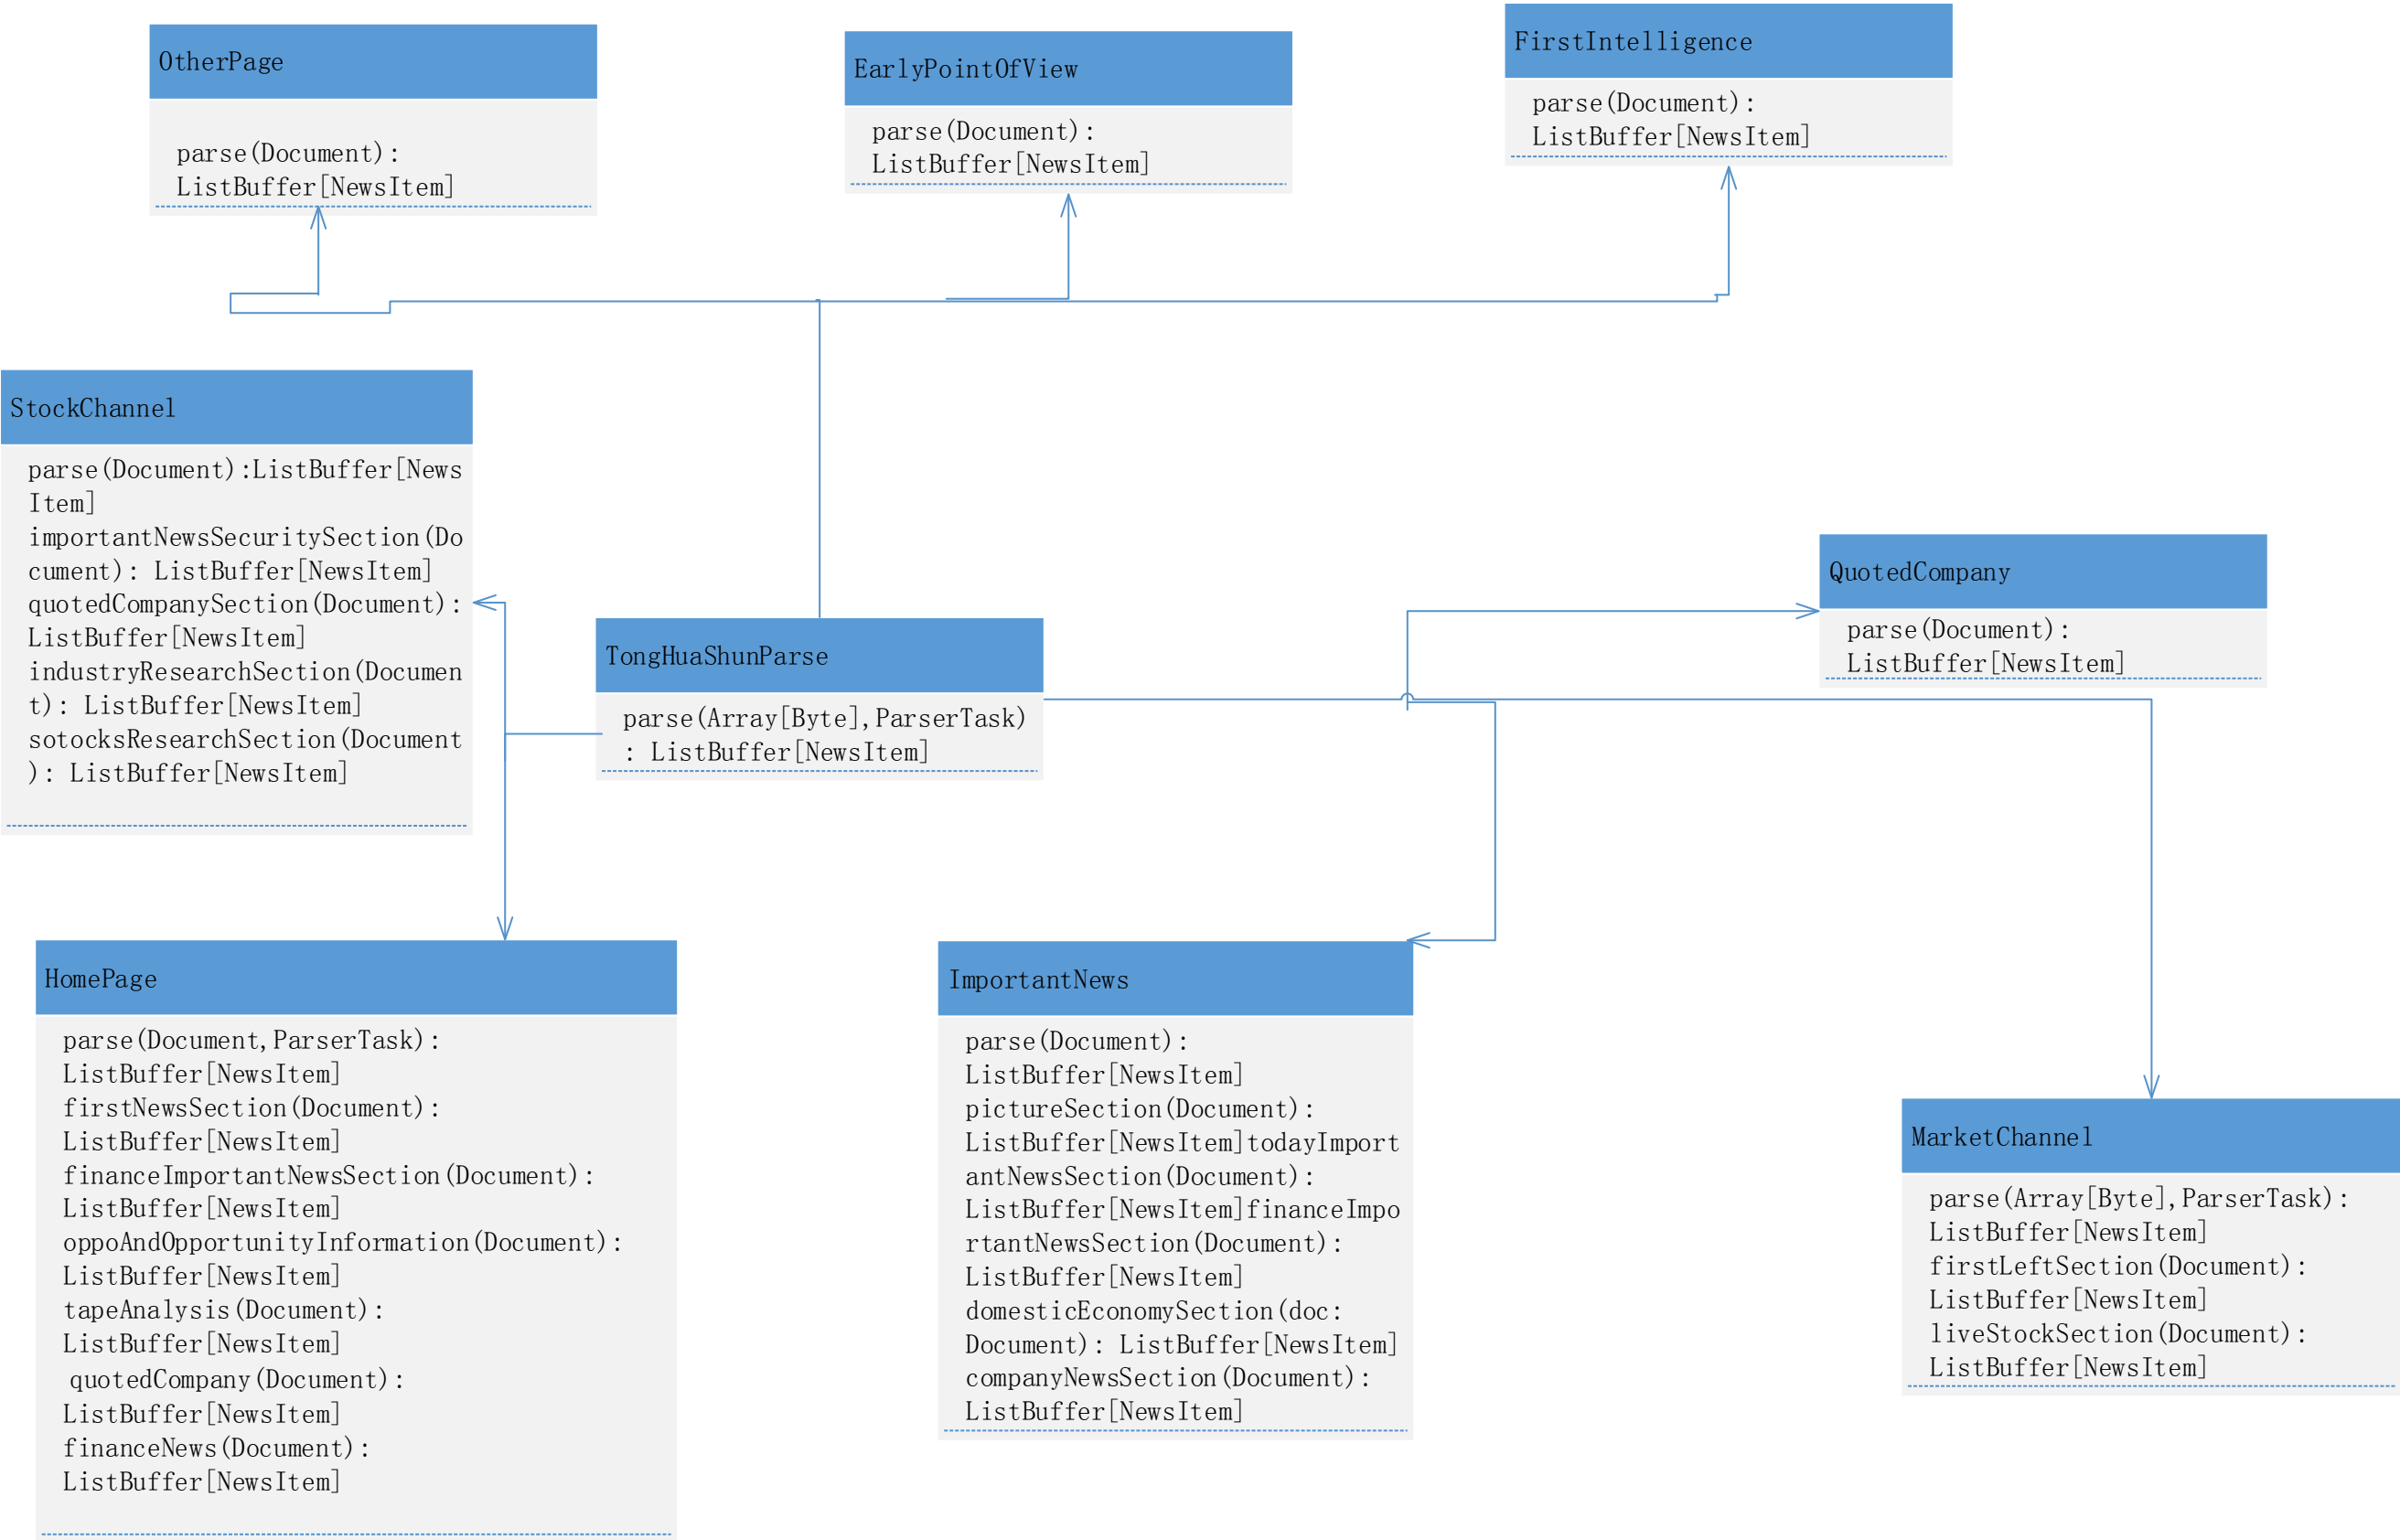 OtherPage
parse(Document):
ListBuffer[NewsItem]
EarlyPointOfView
parse(Document):
ListBuffer[NewsItem]
FirstIntelligence
parse(Document):
ListBuffer[NewsItem]
StockChannel
parse(Document):ListBuffer[News
Item]
importantNewsSecuritySection(Do
cument): ListBuffer[NewsItem]
quotedCompanySection(Document):
ListBuffer[NewsItem]
industryResearchSection(Documen
t): ListBuffer[NewsItem]
sotocksResearchSection(Document
): ListBuffer[NewsItem]
TongHuaShunParse
parse(Array[Byte],ParserTask)
: ListBuffer[NewsItem]
QuotedCompany
parse(Document):
ListBuffer[NewsItem]
HomePage
parse(Document,ParserTask):
ListBuffer[NewsItem]
firstNewsSection(Document):
ListBuffer[NewsItem]
financeImportantNewsSection(Document):
ListBuffer[NewsItem]
oppoAndOpportunityInformation(Document):
ListBuffer[NewsItem]
tapeAnalysis(Document):
ListBuffer[NewsItem]
quotedCompany(Document):
ListBuffer[NewsItem]
financeNews(Document):
ListBuffer[NewsItem]
ImportantNews
parse(Document):
ListBuffer[NewsItem]
pictureSection(Document):
ListBuffer[NewsItem]todayImport
antNewsSection(Document):
ListBuffer[NewsItem]financeImpo
rtantNewsSection(Document):
ListBuffer[NewsItem]
domesticEconomySection(doc:
Document): ListBuffer[NewsItem]
companyNewsSection(Document):
ListBuffer[NewsItem]
MarketChannel
parse(Array[Byte],ParserTask):
ListBuffer[NewsItem]
firstLeftSection(Document):
ListBuffer[NewsItem]
liveStockSection(Document):
ListBuffer[NewsItem]